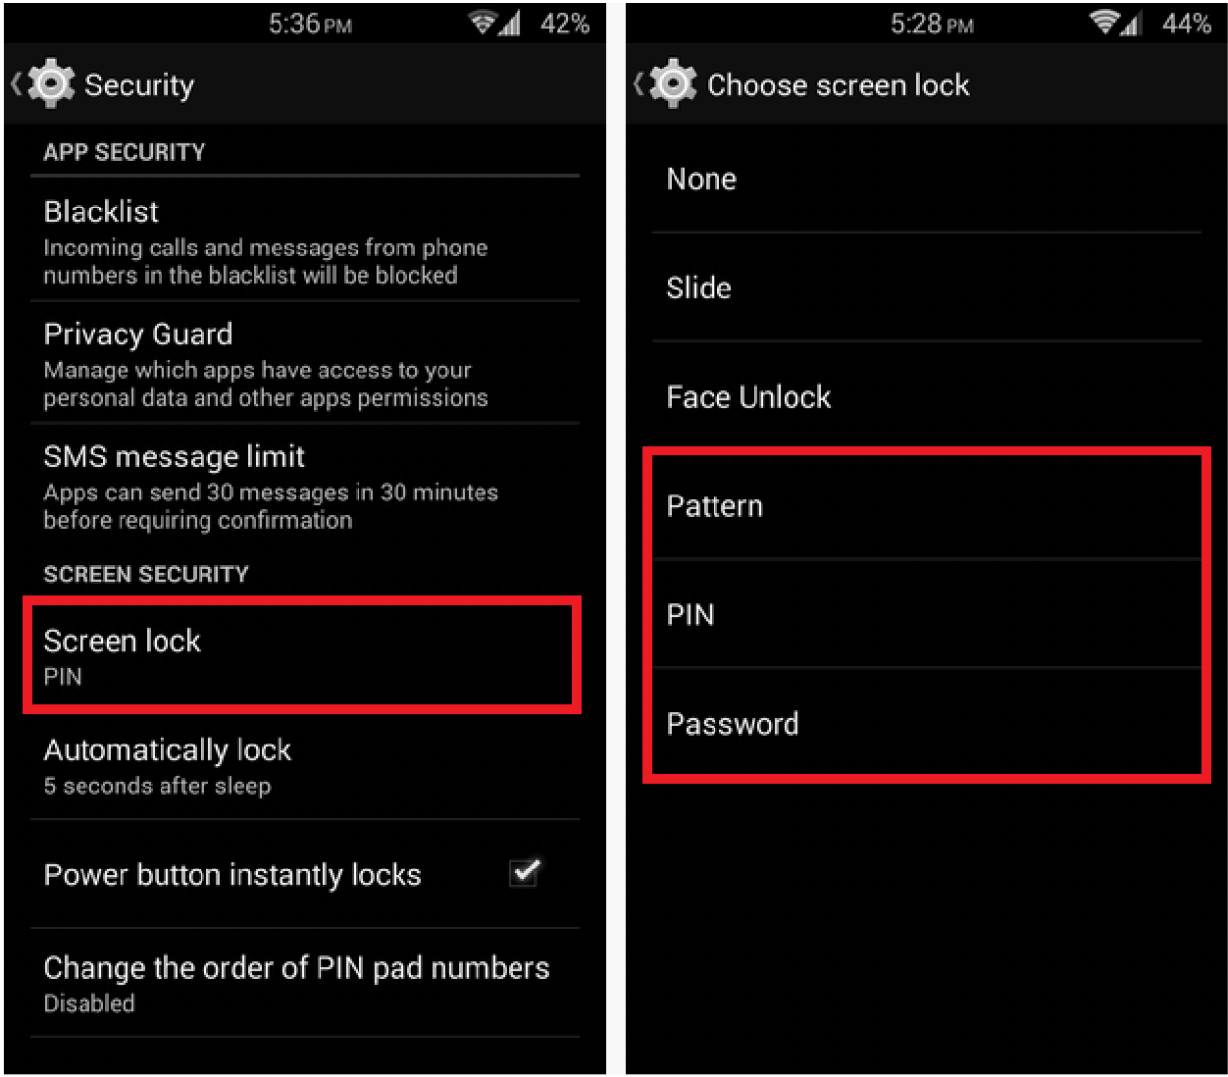 5:36 PM 42%
Security
APP SECURITY
Blacklist
Incoming calls and messages from phone
numbers in the blacklist will be blocked
Privacy Guard
Manage which apps have access to your
personal data and other apps permissions
SMS message limit
Apps can send 30 messages in 30 minutes
before requiring confirmation
SCREEN SECURITY
Screen lock
PIN
Automatically lock
5 seconds after sleep
Power button instantly locks
Change the order of PIN pad numbers
Disabled
5:28 PM 44%
Choose screen lock
None
Slide
Face Unlock
Pattern
PIN
Password